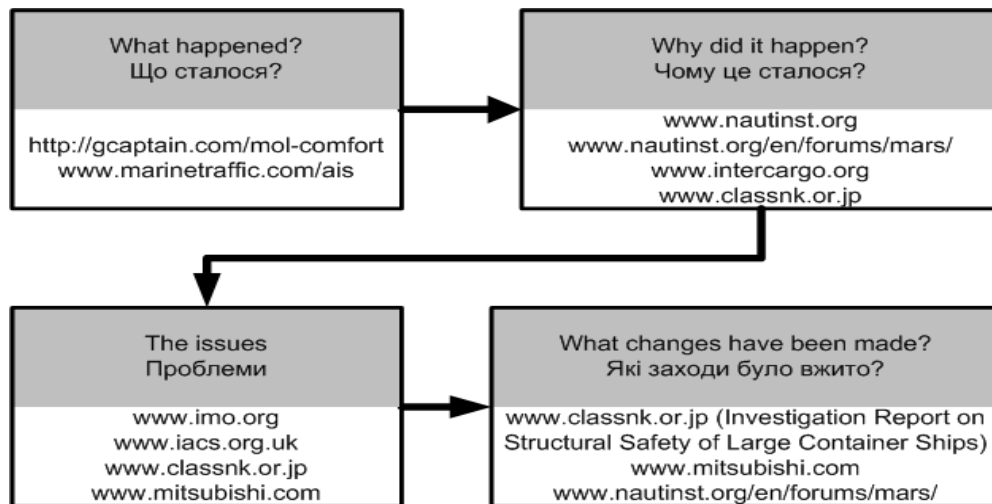 What happened?
Що сталося?
http://gcaptain.com/mol-comfort
www.marinetraffic.com/ais
Why did it happen?
Чому це сталося?
www.nautinst.org
www.nautinst.org/en/forums/mars/
www.intercargo.org
www.classnk.or.jp
The issues
Проблеми
www.imo.org
www.iacs.org.uk
www.classnk.or.jp
www.mitsubishi.com
What changes have been made?
Які заходи було вжито?
www.classnk.or.jp (Investigation Report on
Structural Safety of Large Container Ships)
www.mitsubishi.com
www.nautinst.org/en/forums/mars/